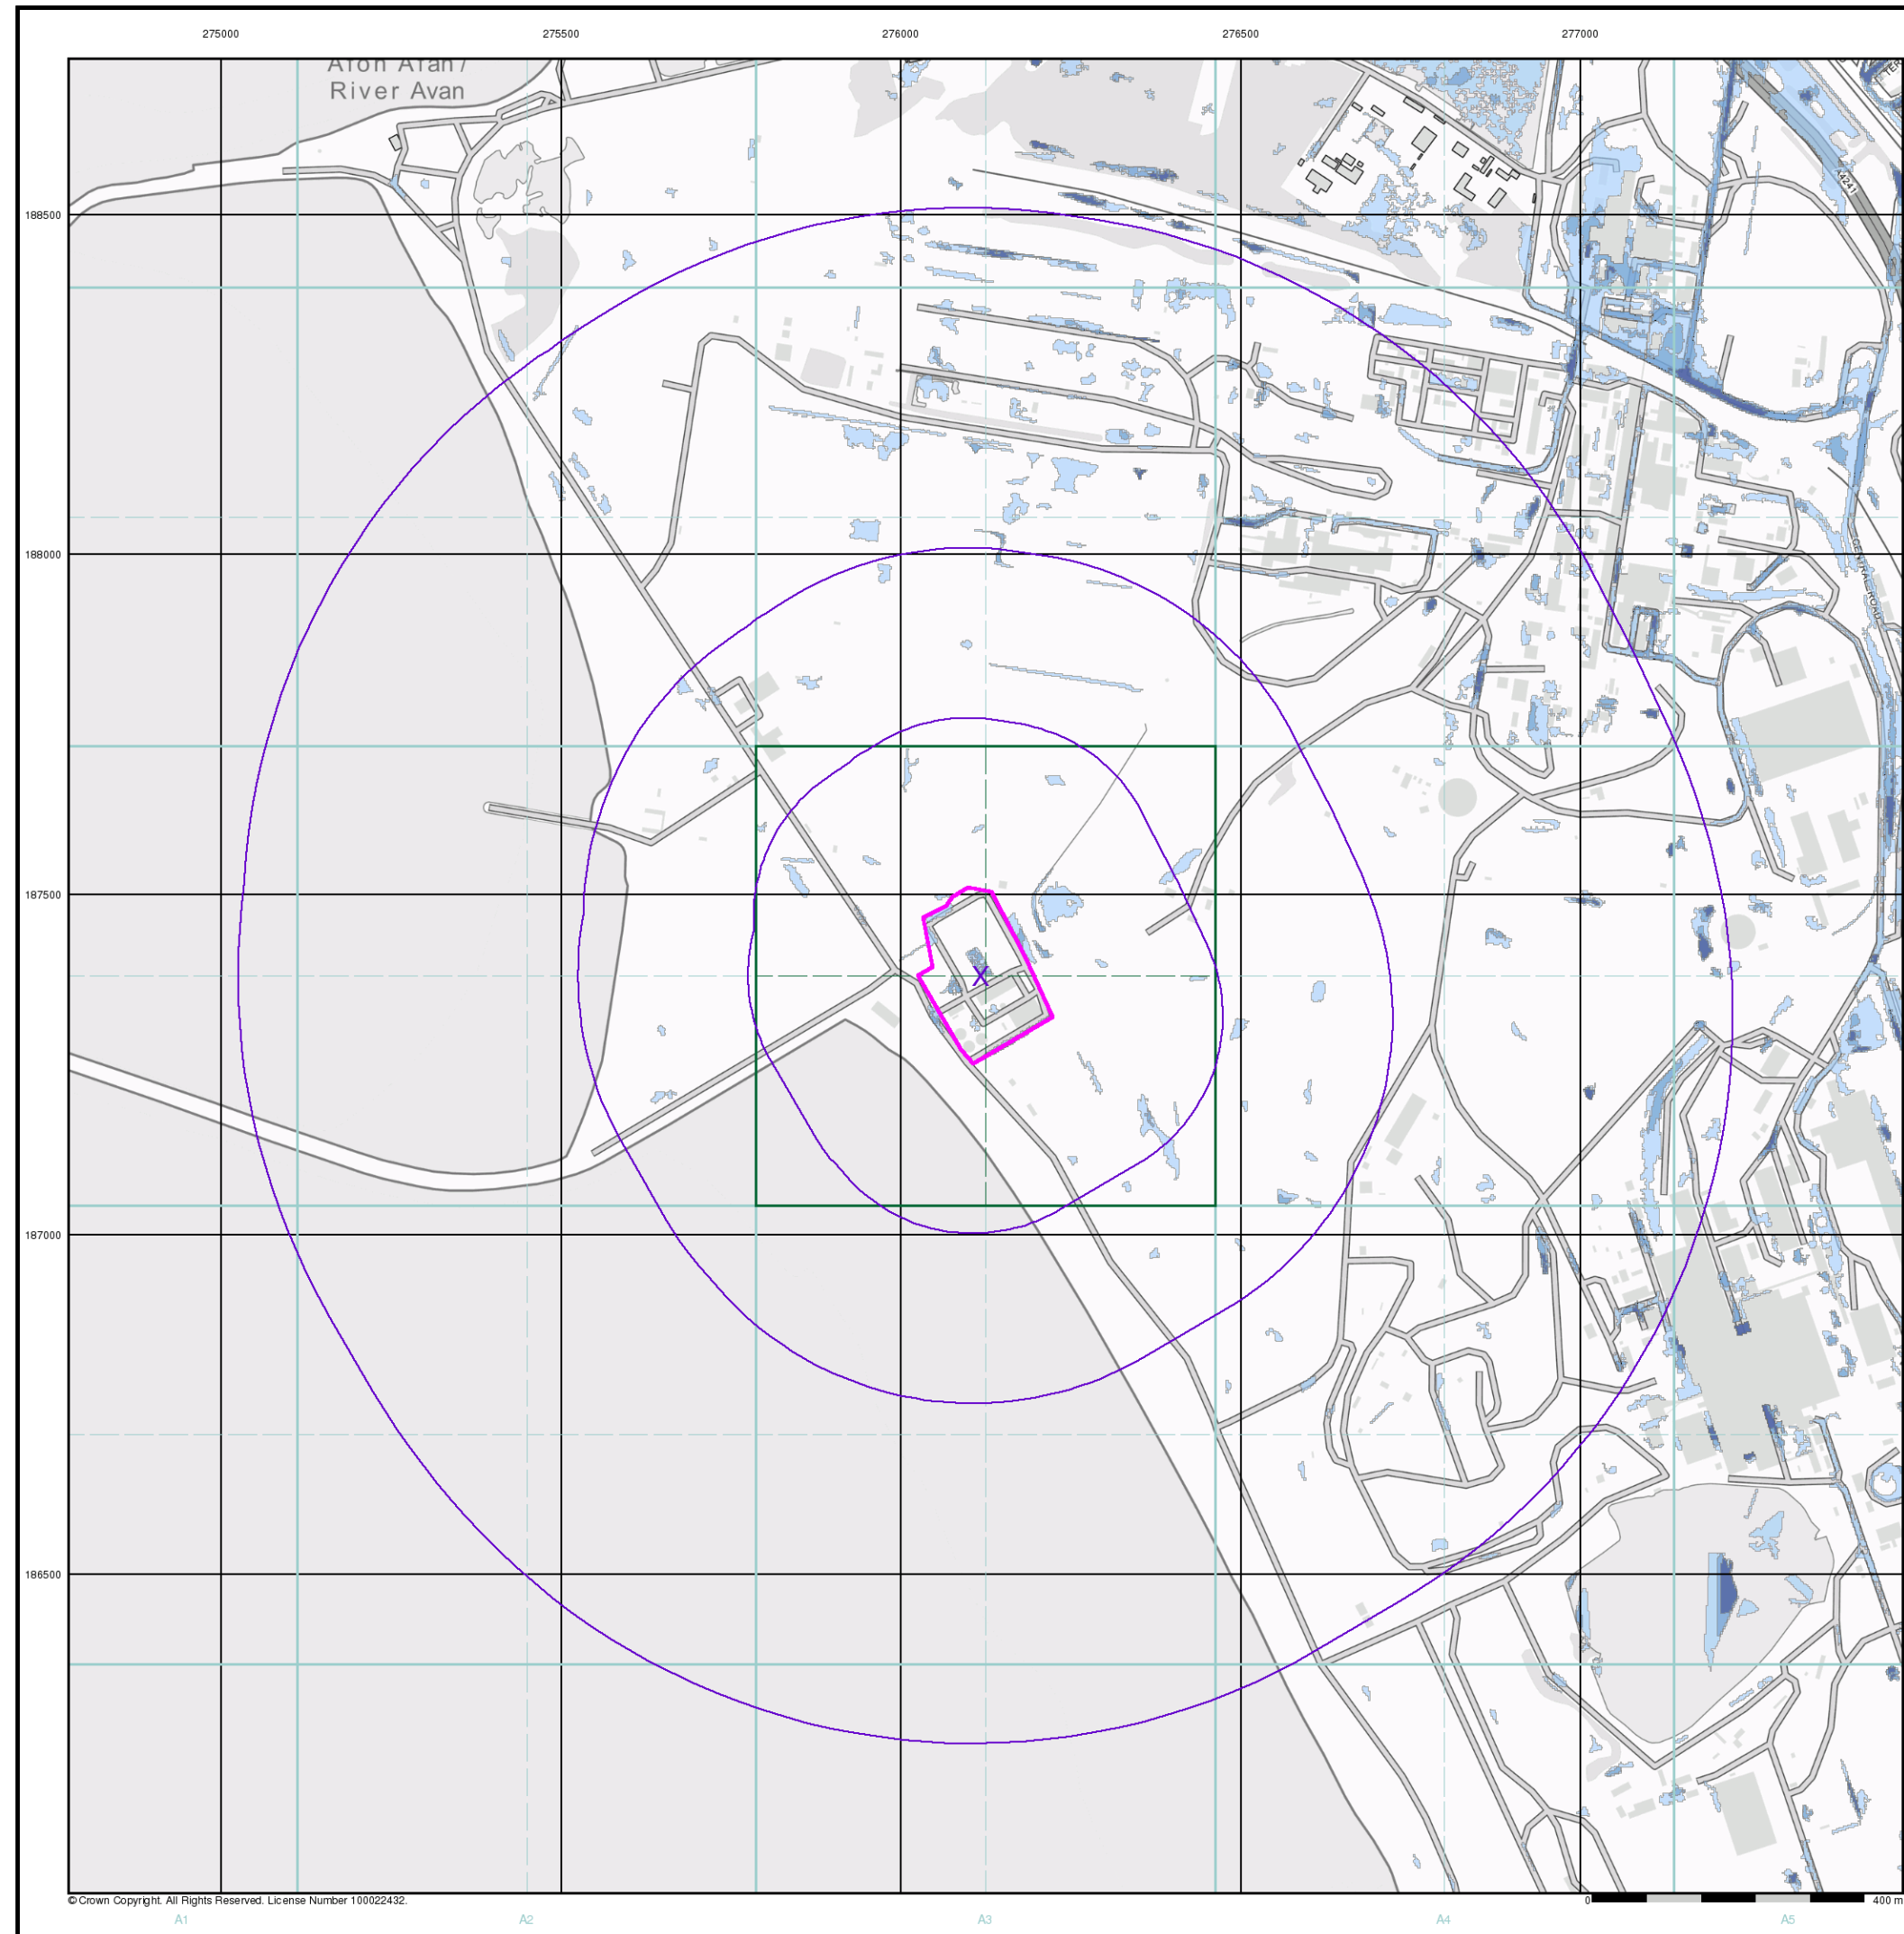 275000 275500 276000 276500 277000
Afon Afan /
River Avan
A4241
188500
188000
CENTRAL ROAD
187500
X
187000
186500
© Crown Copyright. All Rights Reserved. License Number 100022432.
0 400 m
A1 A2 A3 A4 A5